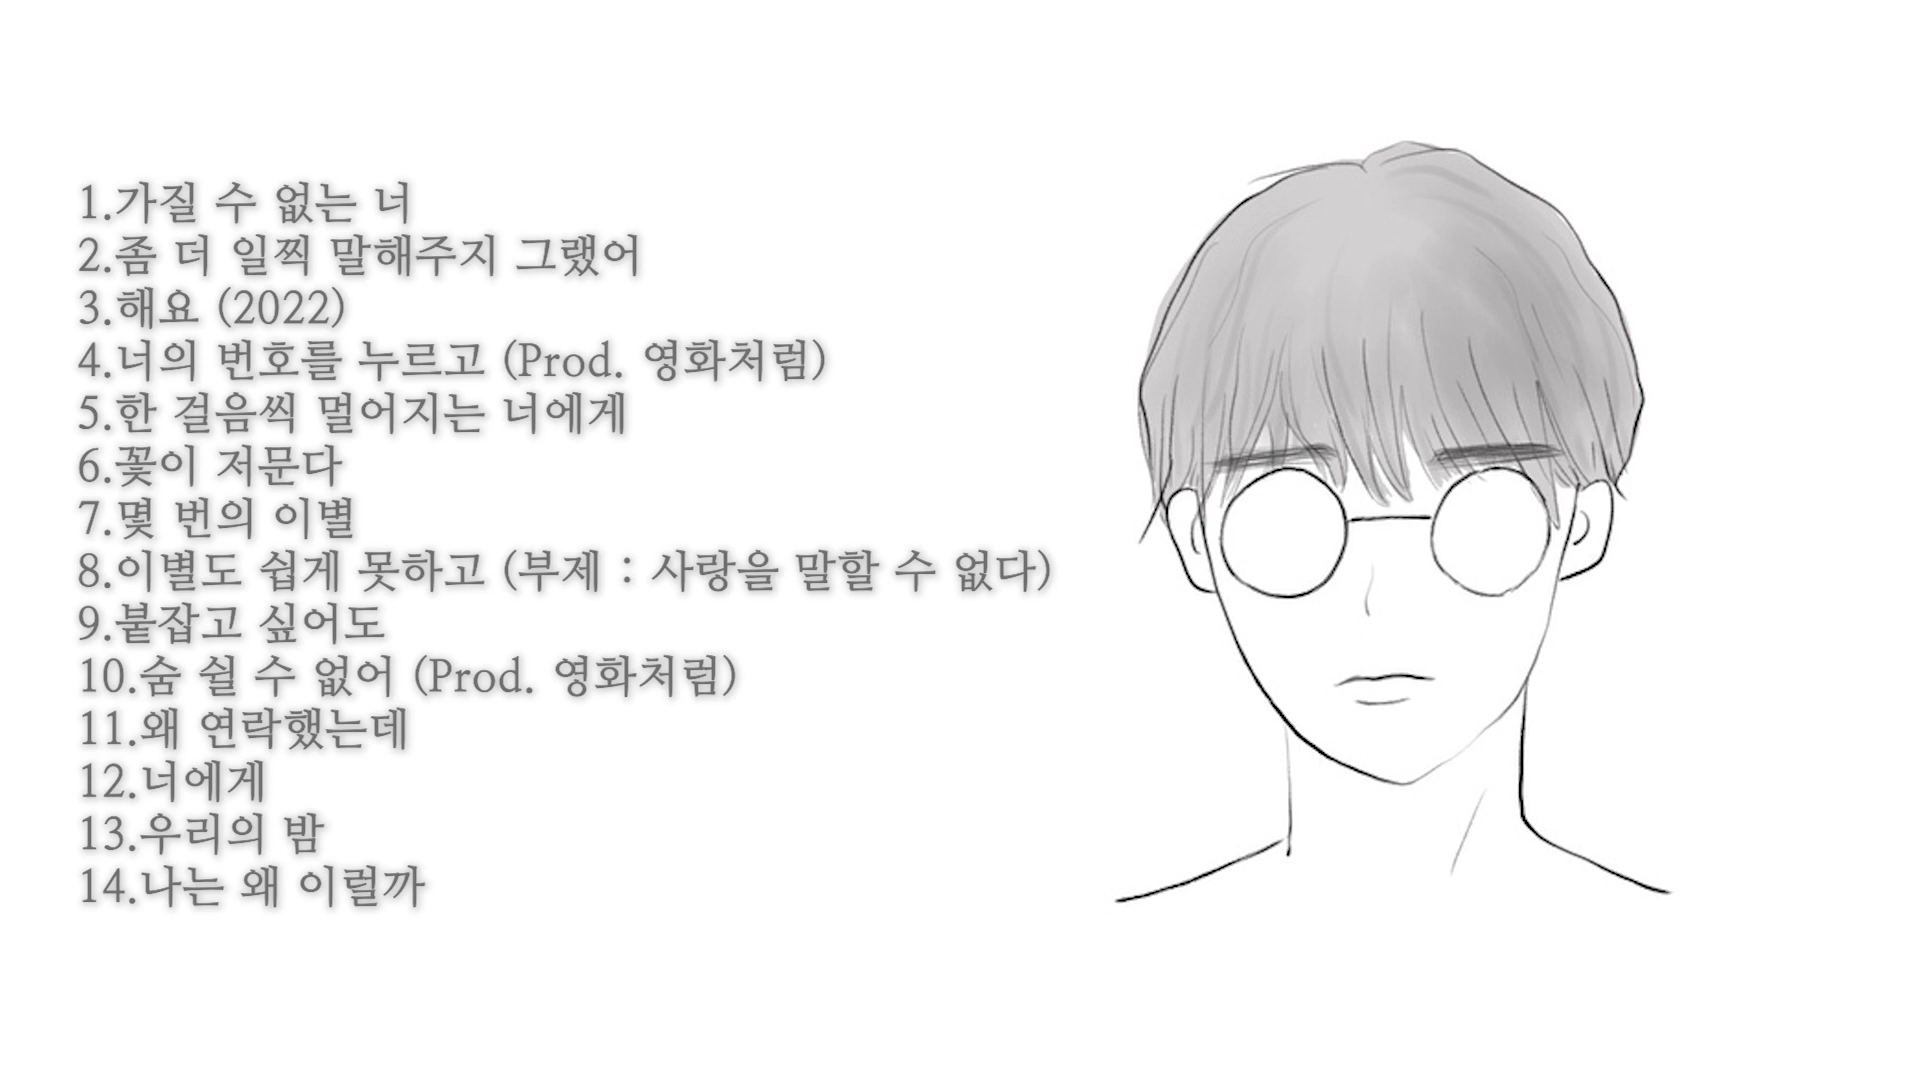 1.가질 수 없는 너
2.좀 더 일찍 말해주지 그랬어
3.해요 (2022)
4.너의 번호를 누르고 (Prod. 영화처럼)
5.한 걸음씩 멀어지는 너에게
6.꽃이 저문다
7.몇 번의 이별
8.이별도 쉽게 못하고 (부제 : 사랑을 말할 수 없다)
9.붙잡고 싶어도
10.숨 쉴 수 없어 (Prod. 영화처럼)
11.왜 연락했는데
12.너에게
13.우리의 밤
14.나는 왜 이럴까